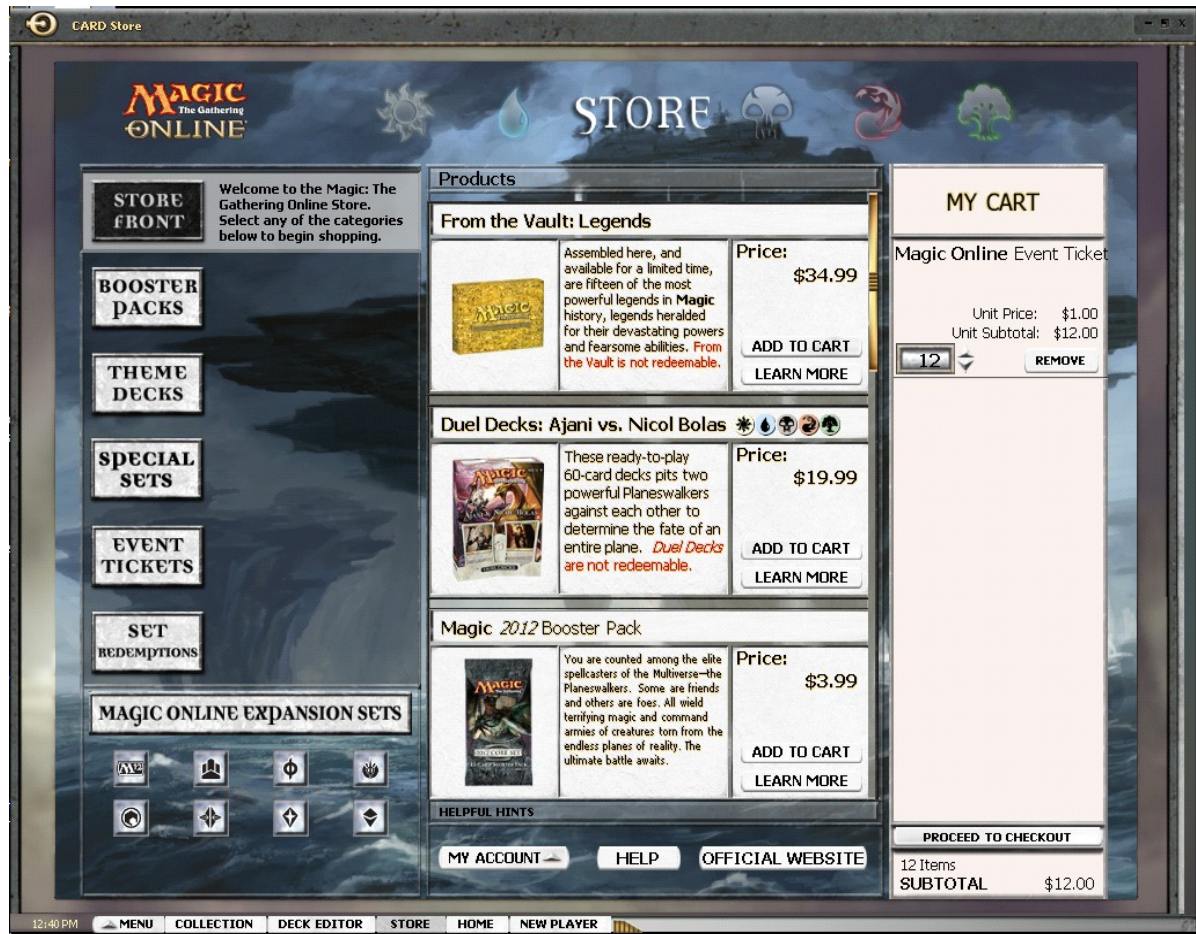 CARD Store
MAGIC
The Gathering
ONLINE
STORE
STORE
FRONT
Welcome to the Magic: The
Gathering Online Store.
Select any of the categories
below to begin shopping.
BOOSTER
PACKS
THEME
DECKS
SPECIAL
SETS
EVENT
TICKETS
SET
REDEMPTIONS
MAGIC ONLINE EXPANSION SETS
M12
Products
From the Vault: Legends
MAGIC
Assembled here, and
available for a limited time,
are fifteen of the most
powerful legends in Magic
history, legends heralded
for their devastating powers
and fearsome abilities. From
the Vault is not redeemable.
Price:
$34.99
ADD TO CART
LEARN MORE
Duel Decks: Ajani vs. Nicol Bolas
MAGIC
These ready-to-play
60-card decks pits two
powerful Planeswalkers
against each other to
determine the fate of an
entire plane. Duel Decks
are not redeemable.
Price:
$19.99
ADD TO CART
LEARN MORE
Magic 2012 Booster Pack
MAGIC
The Gathering
2012 CORE SET
You are counted among the elite
spellcasters of the Multiverse—the
Planeswalkers. Some are friends
and others are foes. All wield
terrifying magic and command
armies of creatures torn from the
endless planes of reality. The
ultimate battle awaits.
Price:
$3.99
ADD TO CART
LEARN MORE
HELPFUL HINTS
MY ACCOUNT
HELP
OFFICIAL WEBSITE
MY CART
Magic Online Event Ticket
Unit Price: $1.00
Unit Subtotal: $12.00
12
REMOVE
PROCEED TO CHECKOUT
12 Items
SUBTOTAL $12.00
12:40 PM MENU COLLECTION DECK EDITOR STORE HOME NEW PLAYER